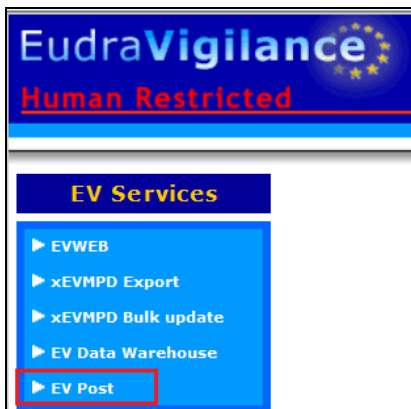 EudraVigilance
Human Restricted
EV Services
EVWEB
xEVMPD Export
xEVMPD Bulk update
EV Data Warehouse
EV Post